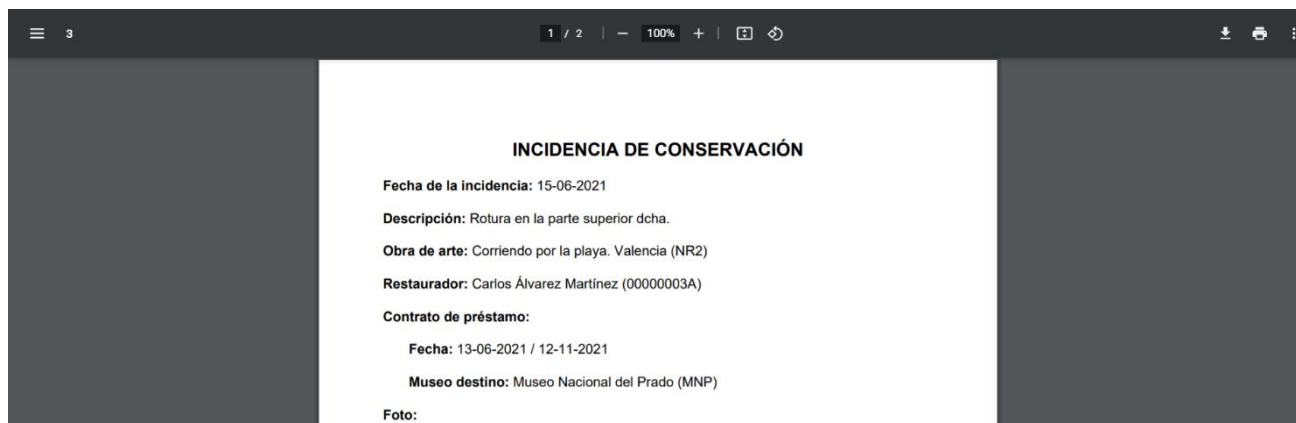 3 1 / 2 100%
INCIDENCIA DE CONSERVACIÓN
Fecha de la incidencia: 15-06-2021
Descripción: Rotura en la parte superior dcha.
Obra de arte: Corriendo por la playa. Valencia (NR2)
Restaurador: Carlos Álvarez Martínez (00000003A)
Contrato de préstamo:
Fecha: 13-06-2021 / 12-11-2021
Museo destino: Museo Nacional del Prado (MNP)
Foto: